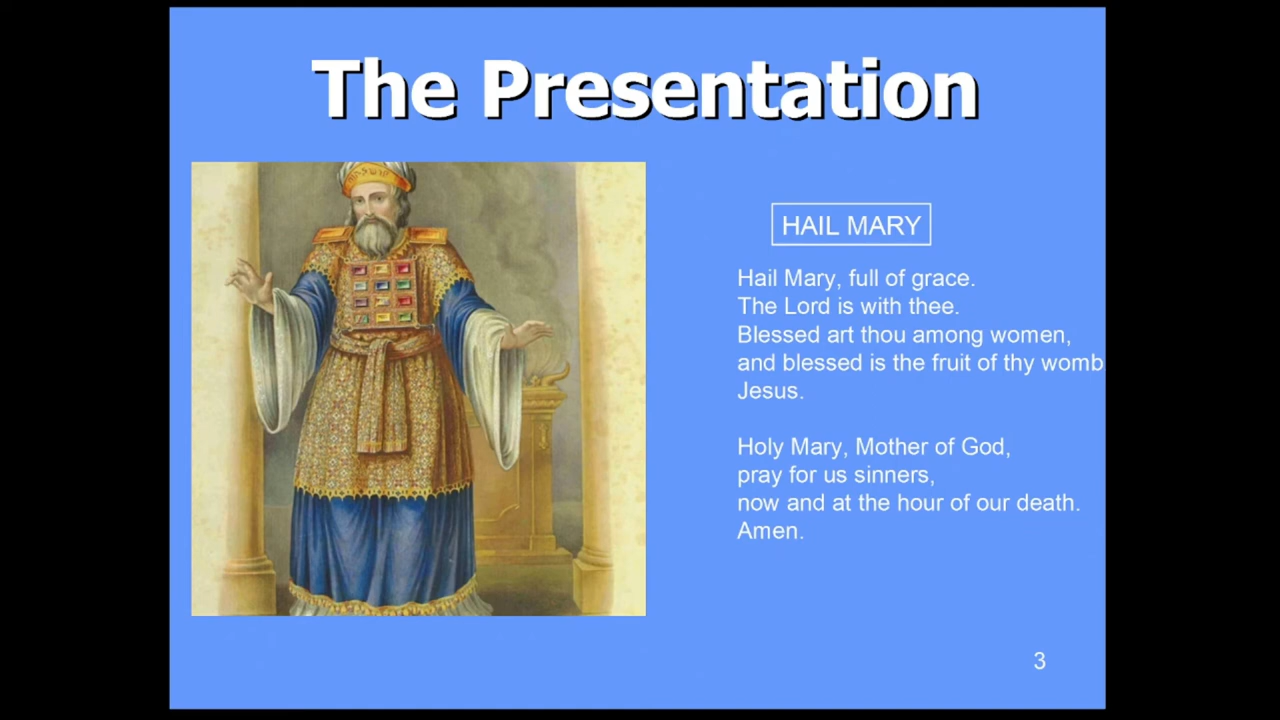 The Presentation
HAIL MARY
Hail Mary, full of grace.
The Lord is with thee.
Blessed art thou among women,
and blessed is the fruit of thy womb
Jesus.
Holy Mary, Mother of God,
pray for us sinners,
now and at the hour of our death.
Amen.
3